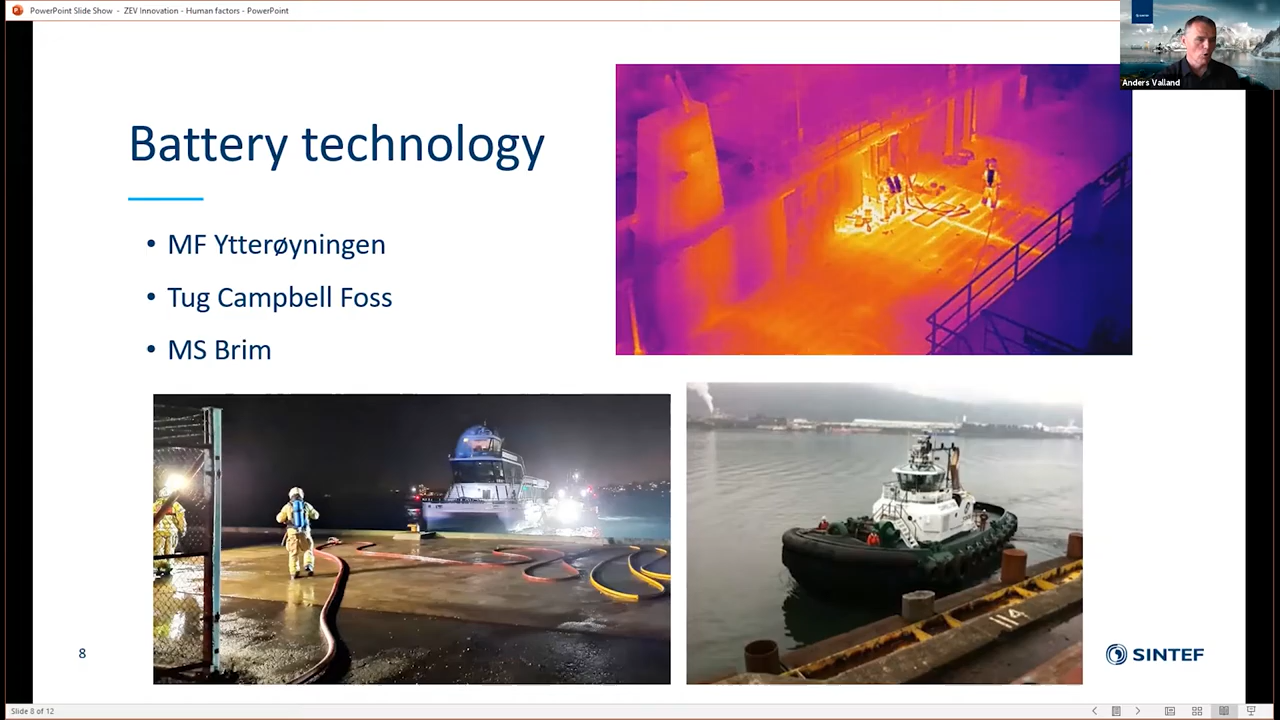 PowerPoint Slide Show - ZEV Innovation - Human factors - PowerPoint
Anders Valland
Battery technology
• MF Ytterøyningen
• Tug Campbell Foss
• MS Brim
114
8
SINTEF
Slide 8 of 12